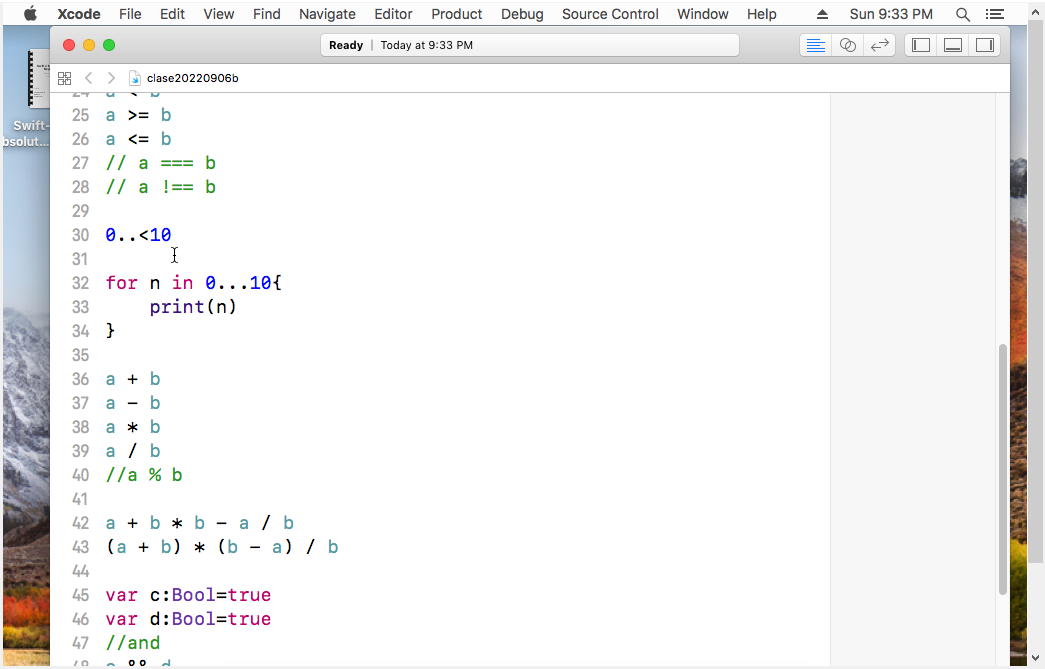 Xcode File Edit View Find Navigate Editor Product Debug Source Control Window Help Sun 9:33 PM
Ready | Today at 9:33 PM
clase20220906b
Swift-
bsolut...
24 a < b
25 a >= b
26 a <= b
27 // a === b
28 // a !== b
29
30 0..<10
31
32 for n in 0...10{
33 print(n)
34 }
35
36 a + b
37 a - b
38 a * b
39 a / b
40 //a % b
41
42 a + b * b - a / b
43 (a + b) * (b - a) / b
44
45 var c:Bool=true
46 var d:Bool=true
47 //and
48 c && d